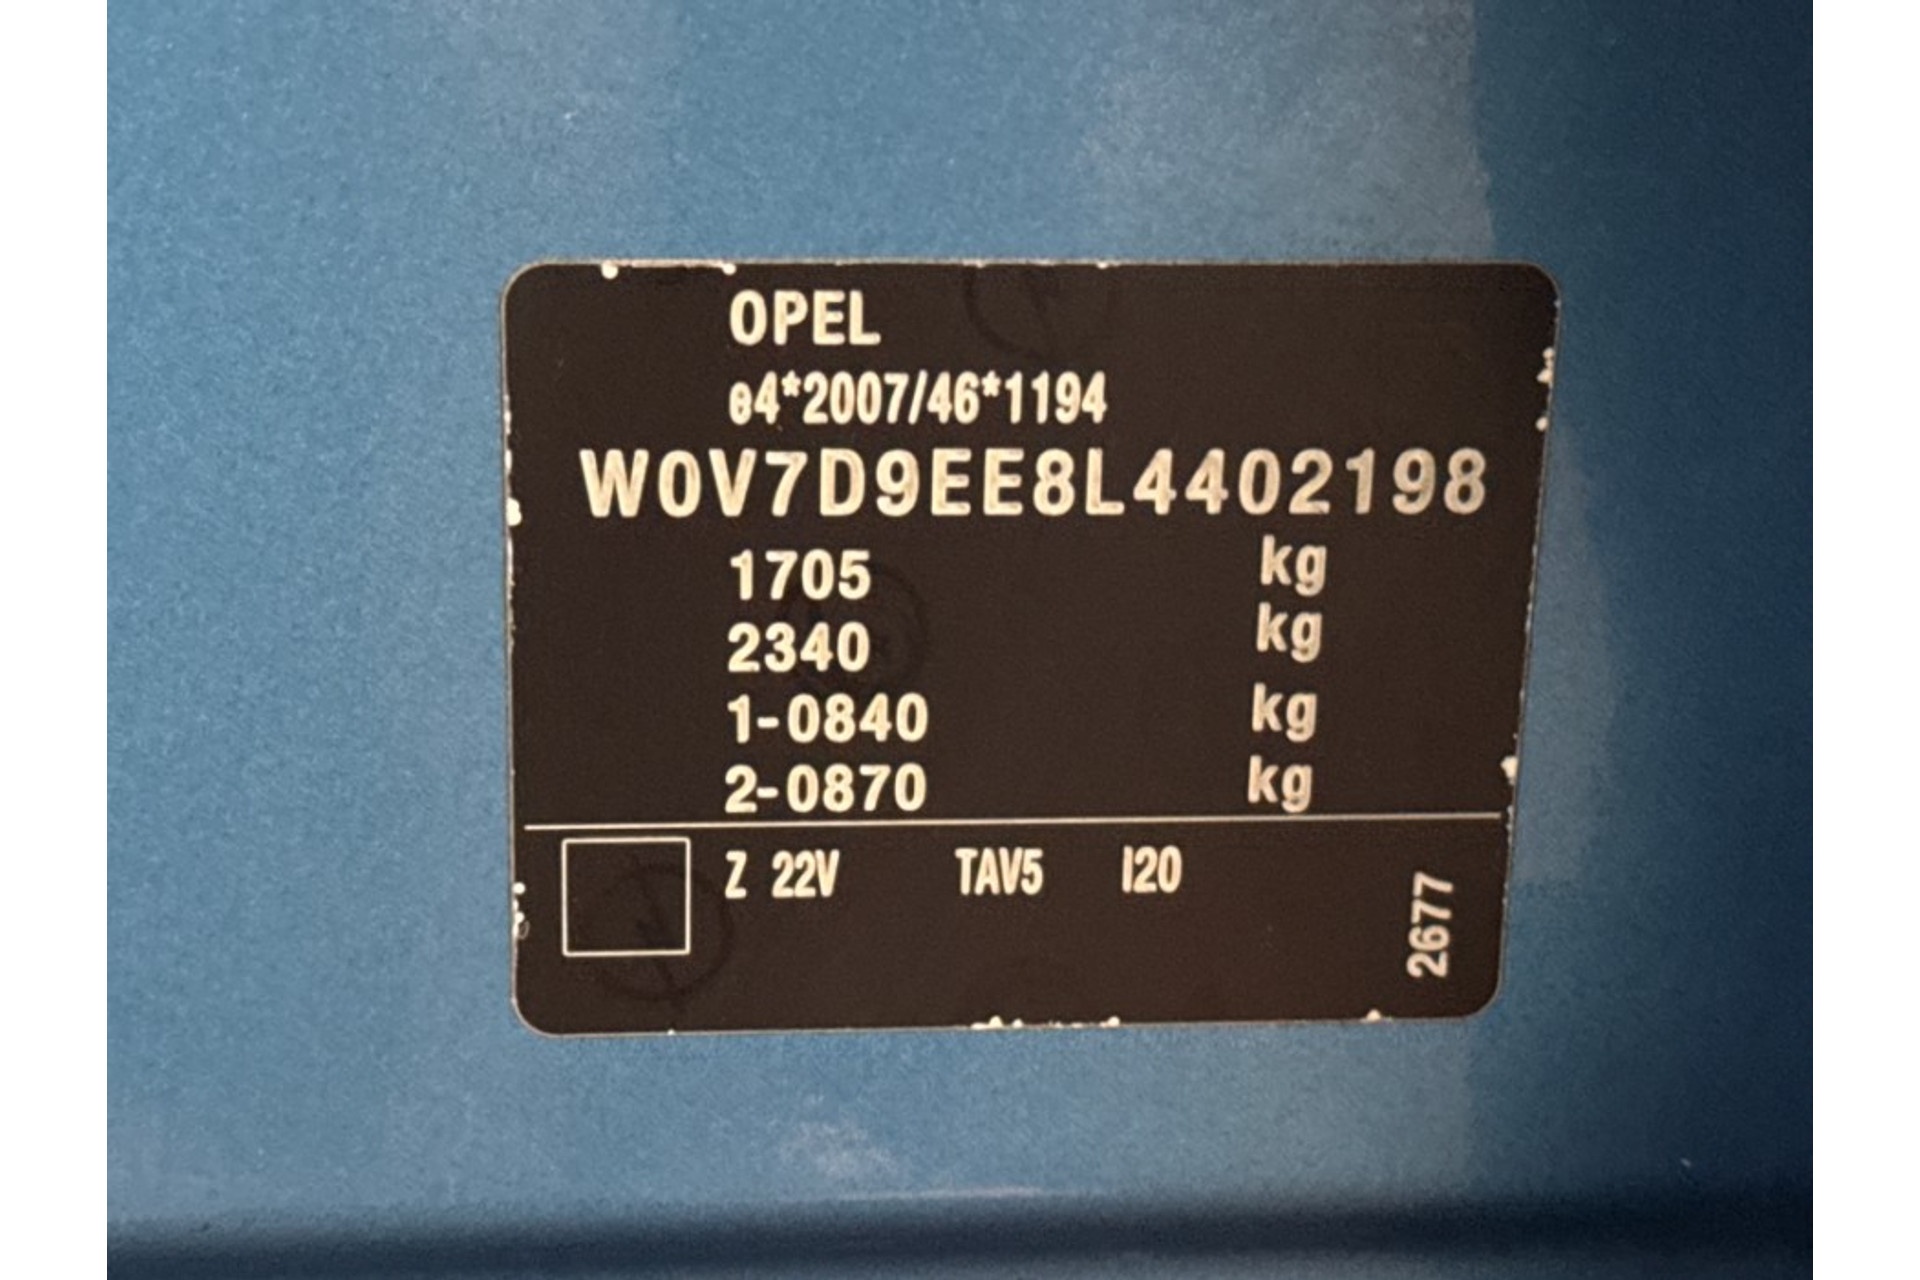 OPEL
e4*2007/46*1194
W0V7D9EE8L4402198
1705 kg
2340 kg
1-0840 kg
2-0870 kg
Z 22V TAV5 I20
2677